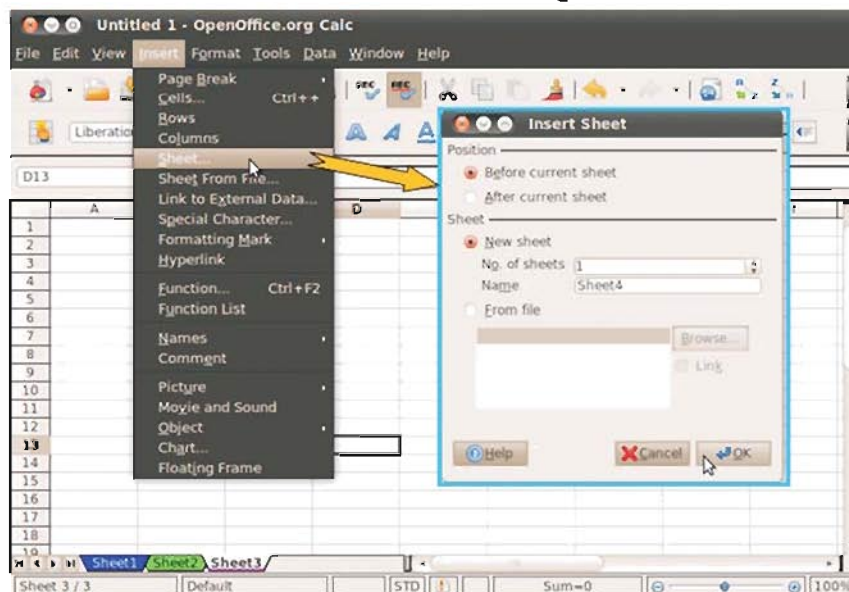 Untitled 1 - OpenOffice.org Calc
File Edit View Insert Format Tools Data Window Help
Page Break
Cells... Ctrl++
Rows
Columns
Sheet...
Sheet From File...
Link to External Data...
Special Character...
Formatting Mark
Hyperlink
Function... Ctrl+F2
Function List
Names
Comment
Picture
Movie and Sound
Object
Chart...
Floating Frame
D13
A D
1
2
3
4
5
6
7
8
9
10
11
12
13
14
15
16
17
18
19
Insert Sheet
Position
Before current sheet
After current sheet
Sheet
New sheet
No. of sheets 1
Name Sheet4
From file
Browse...
Link
Help Cancel OK
Sheet1 Sheet2 Sheet3
Sheet 3 / 3 Default STD Sum=0 100%